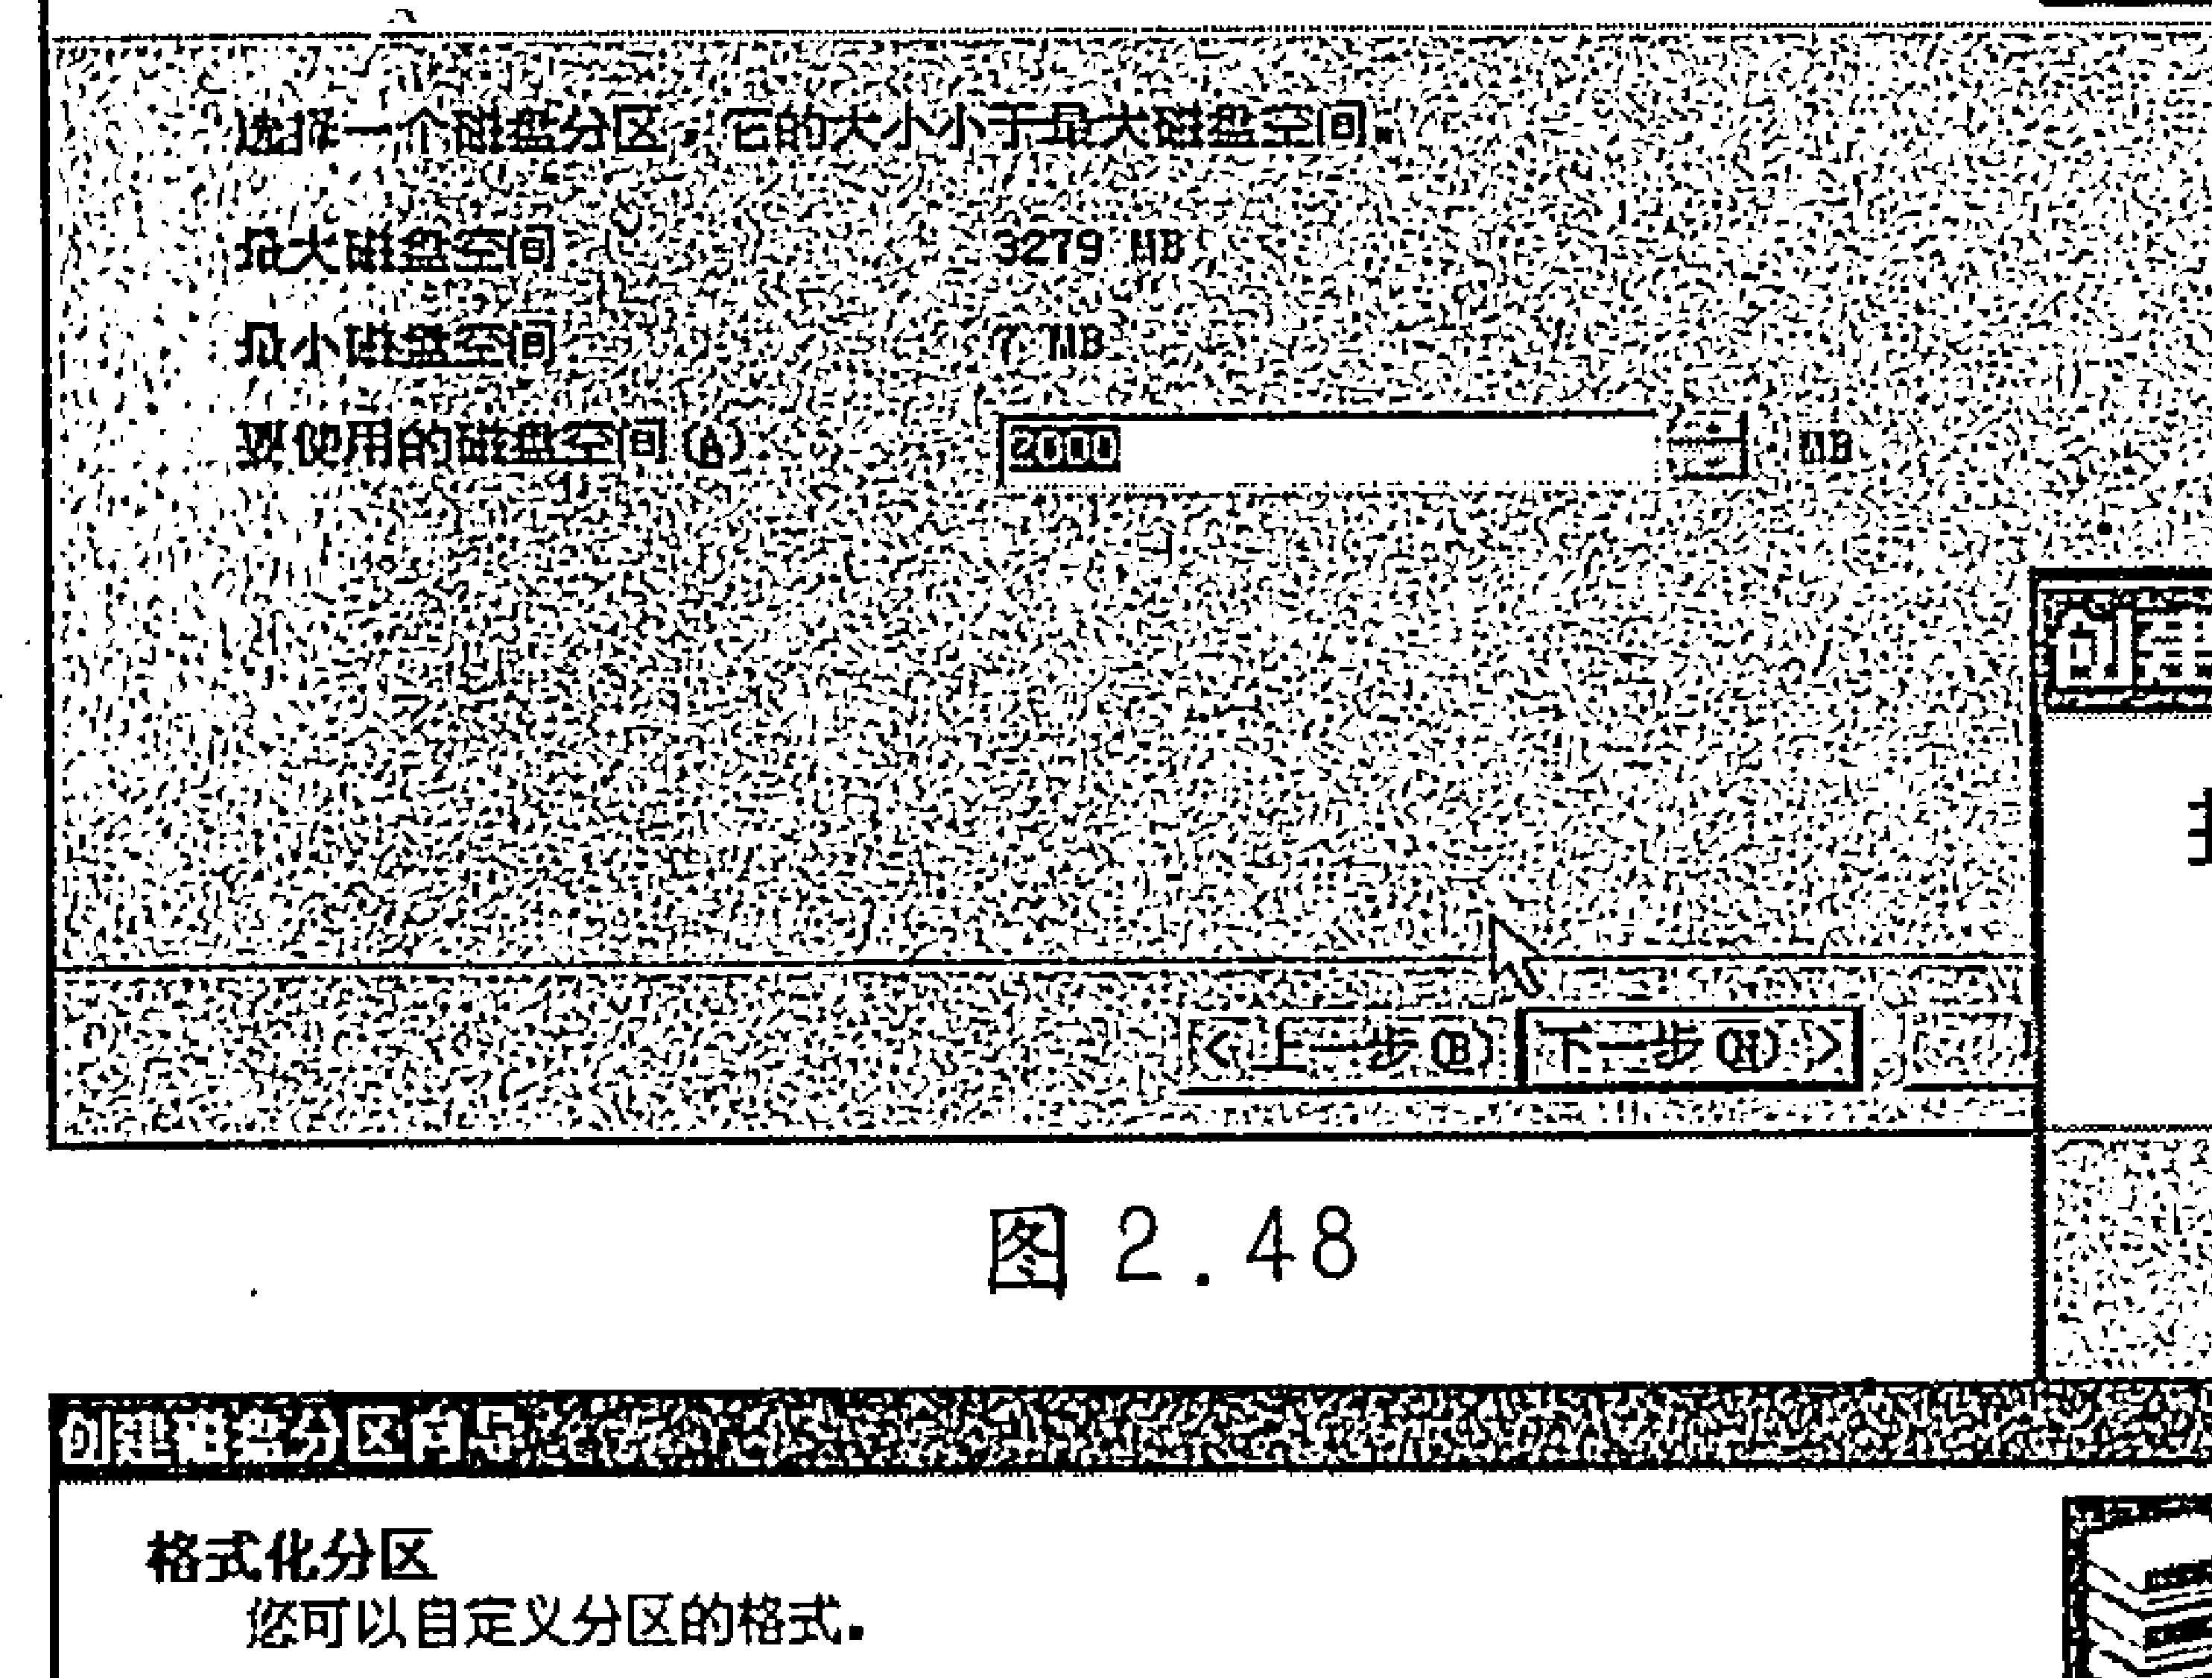 选择一个磁盘分区，它的大小小于最大磁盘空间。
最大磁盘空间 3279 MB
最小磁盘空间 7 MB
要使用的磁盘空间(A) 2000 MB
<上一步(B) 下一步(N)>
图 2.48
创建
创建磁盘分区向导
格式化分区
您可以自定义分区的格式。